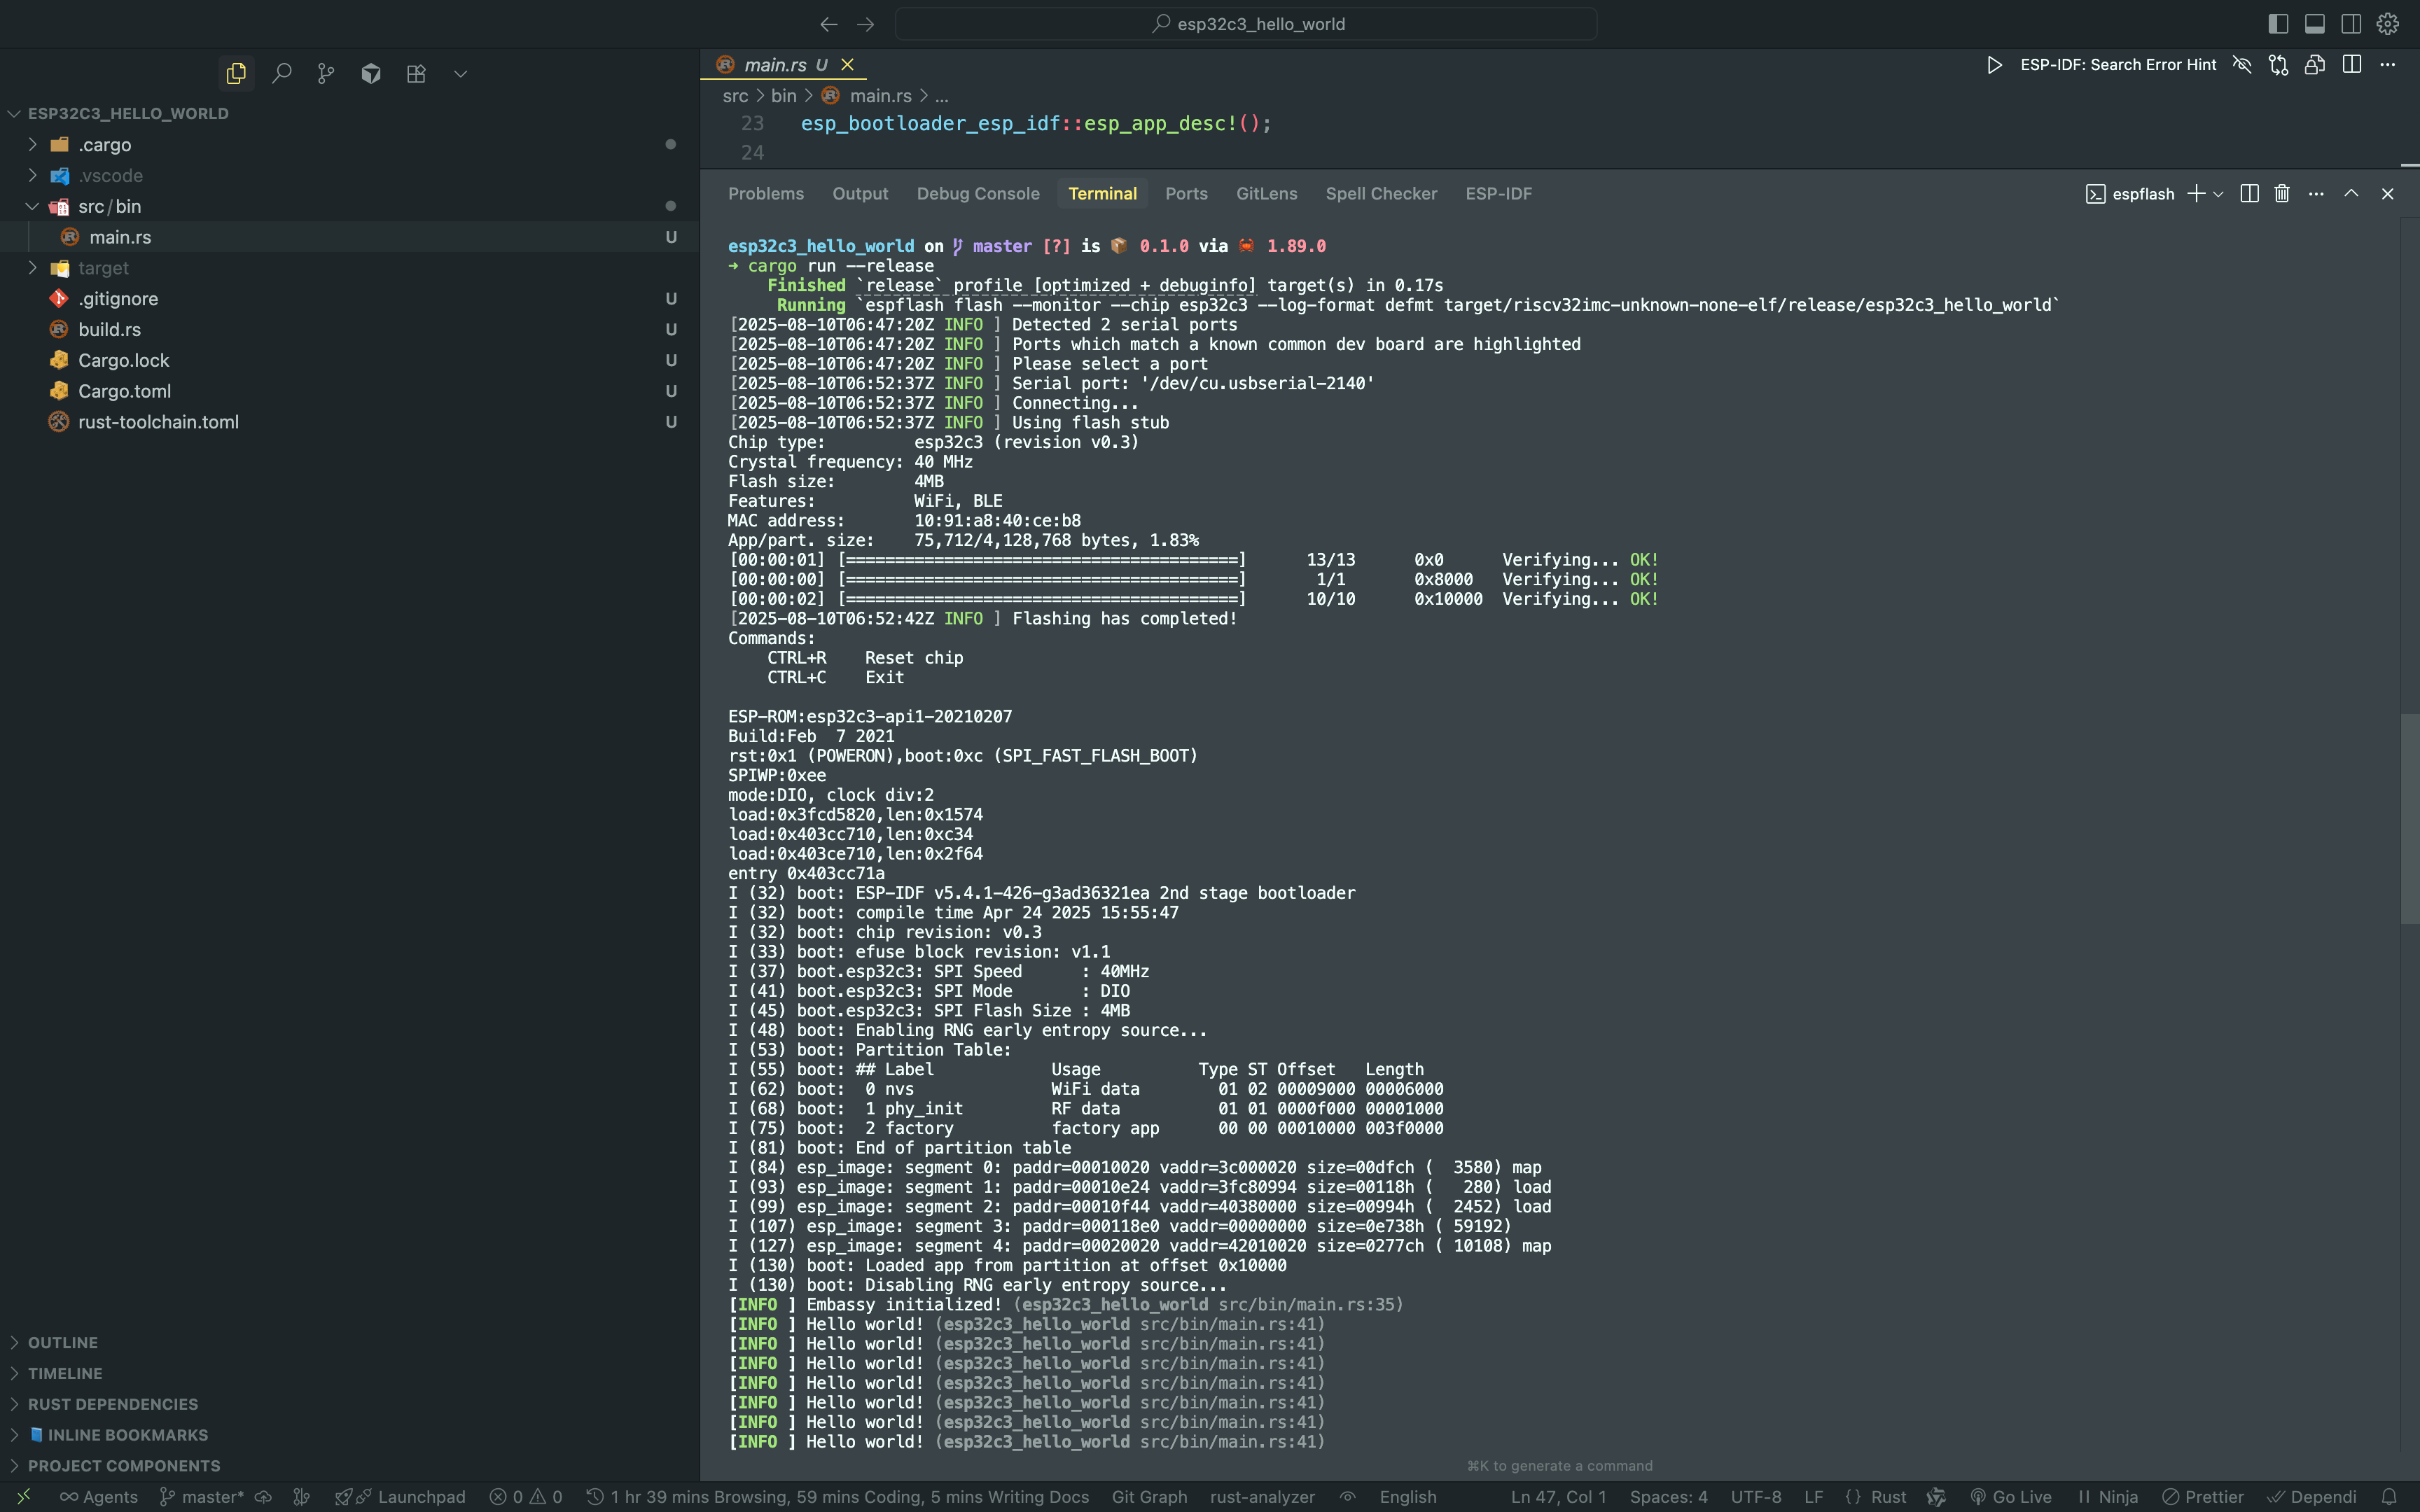 esp32c3_hello_world
ESP32C3_HELLO_WORLD
.cargo
.vscode
src/bin
main.rs U
target
.gitignore U
build.rs U
Cargo.lock U
Cargo.toml U
rust-toolchain.toml U
OUTLINE
TIMELINE
RUST DEPENDENCIES
INLINE BOOKMARKS
PROJECT COMPONENTS
main.rs U
ESP-IDF: Search Error Hint
src > bin > main.rs > ...
23 esp_bootloader_esp_idf::esp_app_desc!();
24
Problems Output Debug Console Terminal Ports GitLens Spell Checker ESP-IDF
espflash
esp32c3_hello_world on master [?] is 📦 0.1.0 via 🦀 1.89.0
➜ cargo run --release
Finished `release` profile [optimized + debuginfo] target(s) in 0.17s
Running `espflash flash --monitor --chip esp32c3 --log-format defmt target/riscv32imc-unknown-none-elf/release/esp32c3_hello_world`
[2025-08-10T06:47:20Z INFO ] Detected 2 serial ports
[2025-08-10T06:47:20Z INFO ] Ports which match a known common dev board are highlighted
[2025-08-10T06:47:20Z INFO ] Please select a port
[2025-08-10T06:52:37Z INFO ] Serial port: '/dev/cu.usbserial-2140'
[2025-08-10T06:52:37Z INFO ] Connecting...
[2025-08-10T06:52:37Z INFO ] Using flash stub
Chip type: esp32c3 (revision v0.3)
Crystal frequency: 40 MHz
Flash size: 4MB
Features: WiFi, BLE
MAC address: 10:91:a8:40:ce:b8
App/part. size: 75,712/4,128,768 bytes, 1.83%
[00:00:01] [========================================] 13/13 0x0 Verifying... OK!
[00:00:00] [========================================] 1/1 0x8000 Verifying... OK!
[00:00:02] [========================================] 10/10 0x10000 Verifying... OK!
[2025-08-10T06:52:42Z INFO ] Flashing has completed!
Commands:
CTRL+R Reset chip
CTRL+C Exit
ESP-ROM:esp32c3-api1-20210207
Build:Feb 7 2021
rst:0x1 (POWERON),boot:0xc (SPI_FAST_FLASH_BOOT)
SPIWP:0xee
mode:DIO, clock div:2
load:0x3fcd5820,len:0x1574
load:0x403cc710,len:0xc34
load:0x403ce710,len:0x2f64
entry 0x403cc71a
I (32) boot: ESP-IDF v5.4.1-426-g3ad36321ea 2nd stage bootloader
I (32) boot: compile time Apr 24 2025 15:55:47
I (32) boot: chip revision: v0.3
I (33) boot: efuse block revision: v1.1
I (37) boot.esp32c3: SPI Speed : 40MHz
I (41) boot.esp32c3: SPI Mode : DIO
I (45) boot.esp32c3: SPI Flash Size : 4MB
I (48) boot: Enabling RNG early entropy source...
I (53) boot: Partition Table:
I (55) boot: ## Label Usage Type ST Offset Length
I (62) boot: 0 nvs WiFi data 01 02 00009000 00006000
I (68) boot: 1 phy_init RF data 01 01 0000f000 00001000
I (75) boot: 2 factory factory app 00 00 00010000 003f0000
I (81) boot: End of partition table
I (84) esp_image: segment 0: paddr=00010020 vaddr=3c000020 size=00dfch ( 3580) map
I (93) esp_image: segment 1: paddr=00010e24 vaddr=3fc80994 size=00118h ( 280) load
I (99) esp_image: segment 2: paddr=00010f44 vaddr=40380000 size=00994h ( 2452) load
I (107) esp_image: segment 3: paddr=000118e0 vaddr=00000000 size=0e738h ( 59192)
I (127) esp_image: segment 4: paddr=00020020 vaddr=42010020 size=0277ch ( 10108) map
I (130) boot: Loaded app from partition at offset 0x10000
I (130) boot: Disabling RNG early entropy source...
[INFO ] Embassy initialized! (esp32c3_hello_world src/bin/main.rs:35)
[INFO ] Hello world! (esp32c3_hello_world src/bin/main.rs:41)
[INFO ] Hello world! (esp32c3_hello_world src/bin/main.rs:41)
[INFO ] Hello world! (esp32c3_hello_world src/bin/main.rs:41)
[INFO ] Hello world! (esp32c3_hello_world src/bin/main.rs:41)
[INFO ] Hello world! (esp32c3_hello_world src/bin/main.rs:41)
[INFO ] Hello world! (esp32c3_hello_world src/bin/main.rs:41)
[INFO ] Hello world! (esp32c3_hello_world src/bin/main.rs:41)
⌘K to generate a command
Agents master* Launchpad 0 0 1 hr 39 mins Browsing, 59 mins Coding, 5 mins Writing Docs Git Graph rust-analyzer English Ln 47, Col 1 Spaces: 4 UTF-8 LF {} Rust Go Live Ninja Prettier Dependi